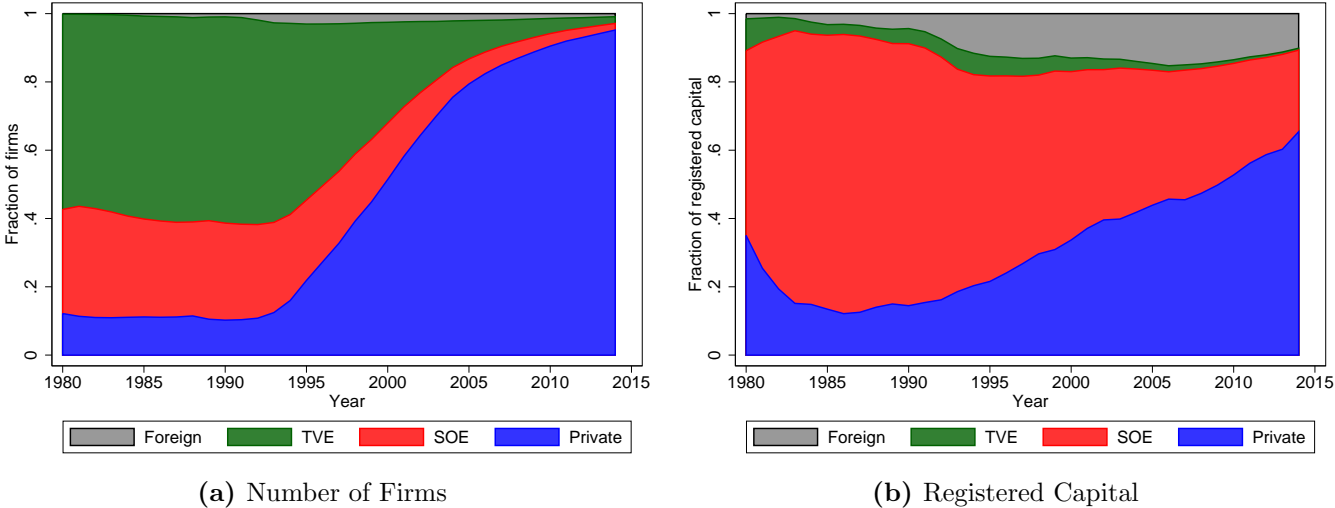 Fraction of firms
1
.8
.6
.4
.2
0
1980 1985 1990 1995 2000 2005 2010 2015
Year
Foreign TVE SOE Private
(a) Number of Firms
Fraction of registered capital
1
.8
.6
.4
.2
0
1980 1985 1990 1995 2000 2005 2010 2015
Year
Foreign TVE SOE Private
(b) Registered Capital